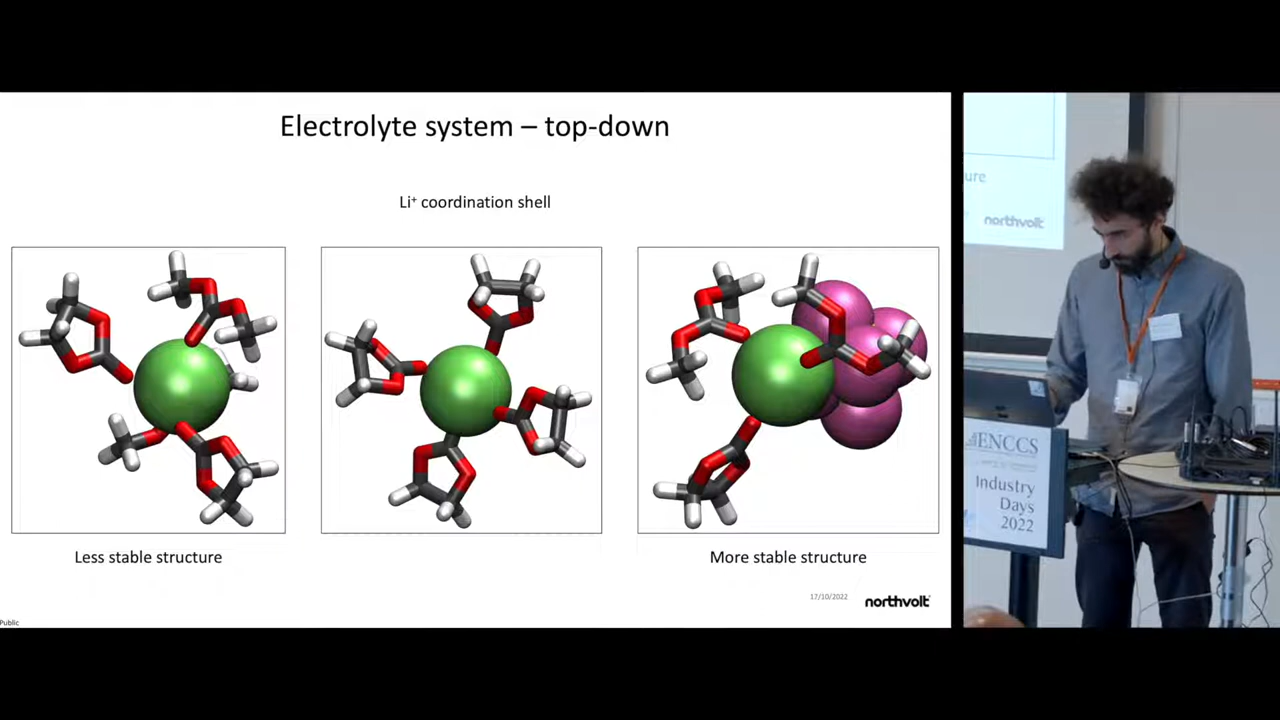 Electrolyte system – top-down
Li⁺ coordination shell
Less stable structure
More stable structure
17/10/2022
northvolt
Public
ure
northvolt
ENCCS
Industry
Days
2022